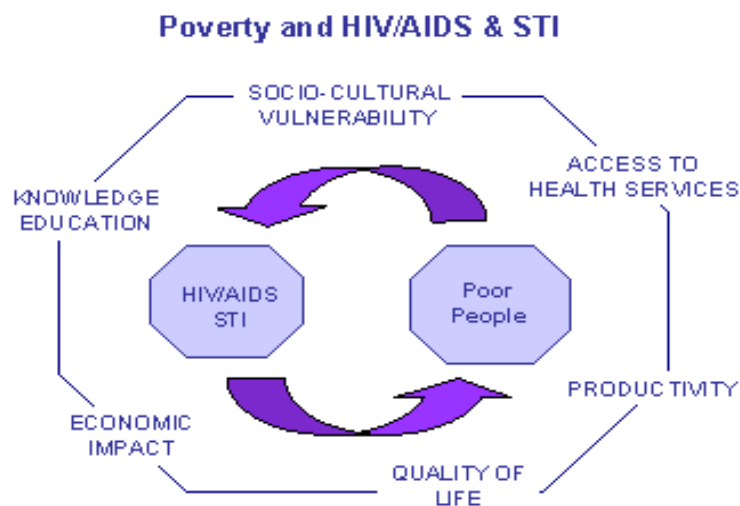 Poverty and HIV/AIDS & STI
SOCIO-CULTURAL
VULNERABILITY
ACCESS TO
HEALTH SERVICES
KNOWLEDGE
EDUCATION
HIV/AIDS
STI
Poor
People
PRODUCTIVITY
ECONOMIC
IMPACT
QUALITY OF
LIFE